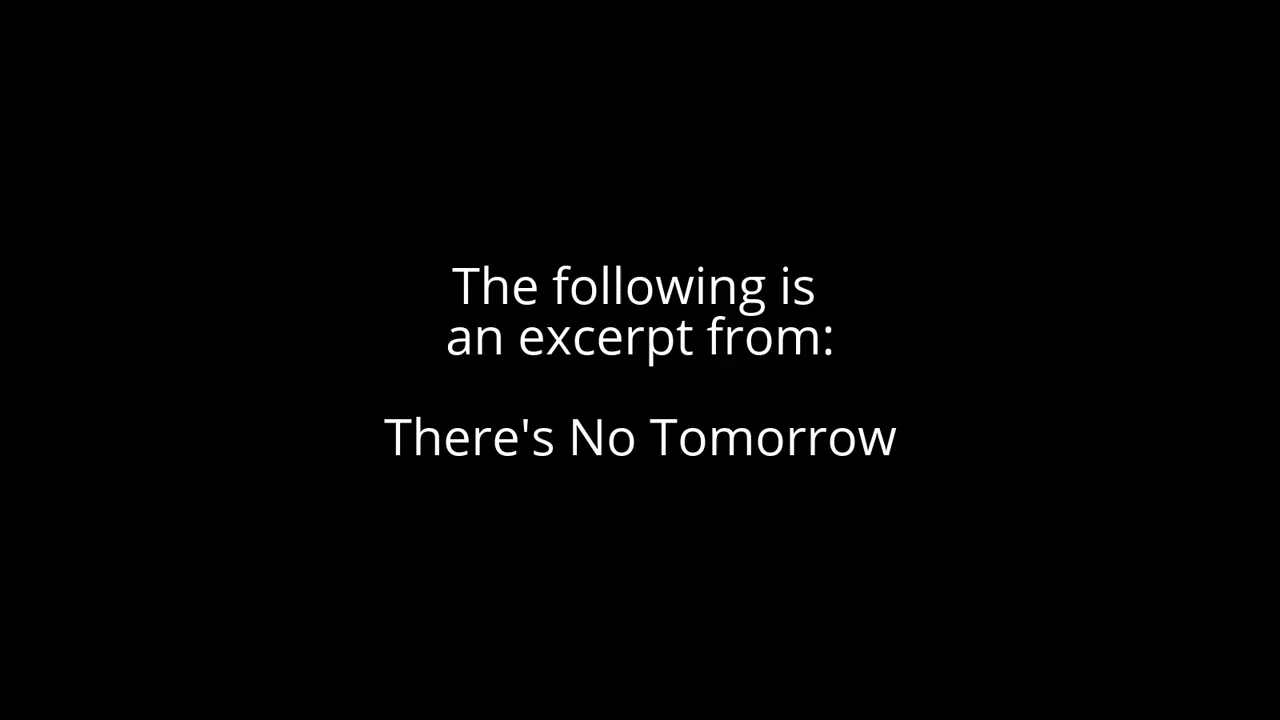 The following is
an excerpt from:
There's No Tomorrow